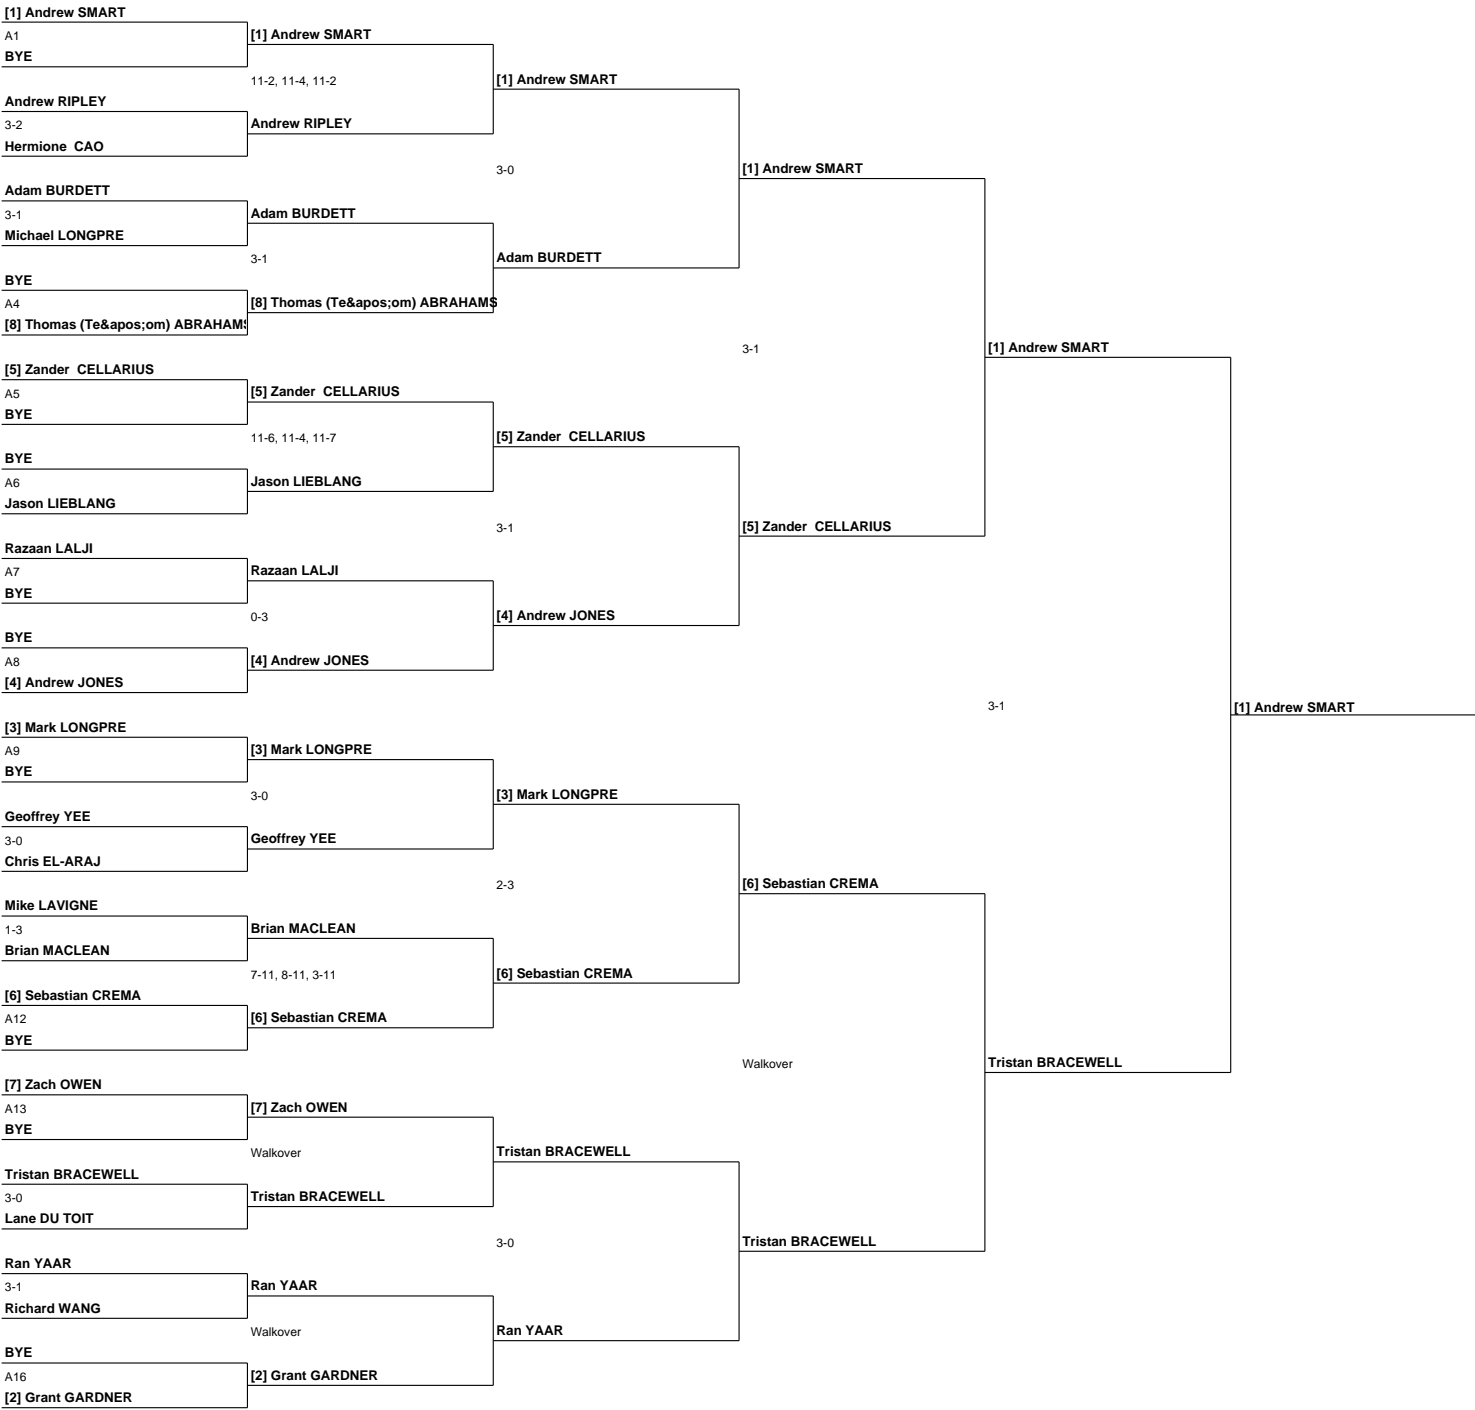 [1] Andrew SMART
A1
BYE
Andrew RIPLEY
3-2
Hermione  CAO
Adam BURDETT
3-1
Michael LONGPRE
BYE
A4
[8] Thomas (Te&apos;om) ABRAHAMS
[5] Zander  CELLARIUS
A5
BYE
BYE
A6
Jason LIEBLANG
Razaan LALJI
A7
BYE
BYE
A8
[4] Andrew JONES
[3] Mark LONGPRE
A9
BYE
Geoffrey YEE
3-0
Chris EL-ARAJ
Mike LAVIGNE
1-3
Brian MACLEAN
[6] Sebastian CREMA
A12
BYE
[7] Zach OWEN
A13
BYE
Tristan BRACEWELL
3-0
Lane DU TOIT
Ran YAAR
3-1
Richard WANG
BYE
A16
[2] Grant GARDNER
[1] Andrew SMART
11-2, 11-4, 11-2
Andrew RIPLEY
Adam BURDETT
3-1
[8] Thomas (Te&apos;om) ABRAHAMS
[5] Zander  CELLARIUS
11-6, 11-4, 11-7
Jason LIEBLANG
Razaan LALJI
0-3
[4] Andrew JONES
[3] Mark LONGPRE
3-0
Geoffrey YEE
Brian MACLEAN
7-11, 8-11, 3-11
[6] Sebastian CREMA
[7] Zach OWEN
Walkover
Tristan BRACEWELL
Ran YAAR
Walkover
[2] Grant GARDNER
[1] Andrew SMART
3-0
Adam BURDETT
[5] Zander  CELLARIUS
3-1
[4] Andrew JONES
[3] Mark LONGPRE
2-3
[6] Sebastian CREMA
Tristan BRACEWELL
3-0
Ran YAAR
[1] Andrew SMART
3-1
[5] Zander  CELLARIUS
[6] Sebastian CREMA
Walkover
Tristan BRACEWELL
[1] Andrew SMART
3-1
Tristan BRACEWELL
[1] Andrew SMART